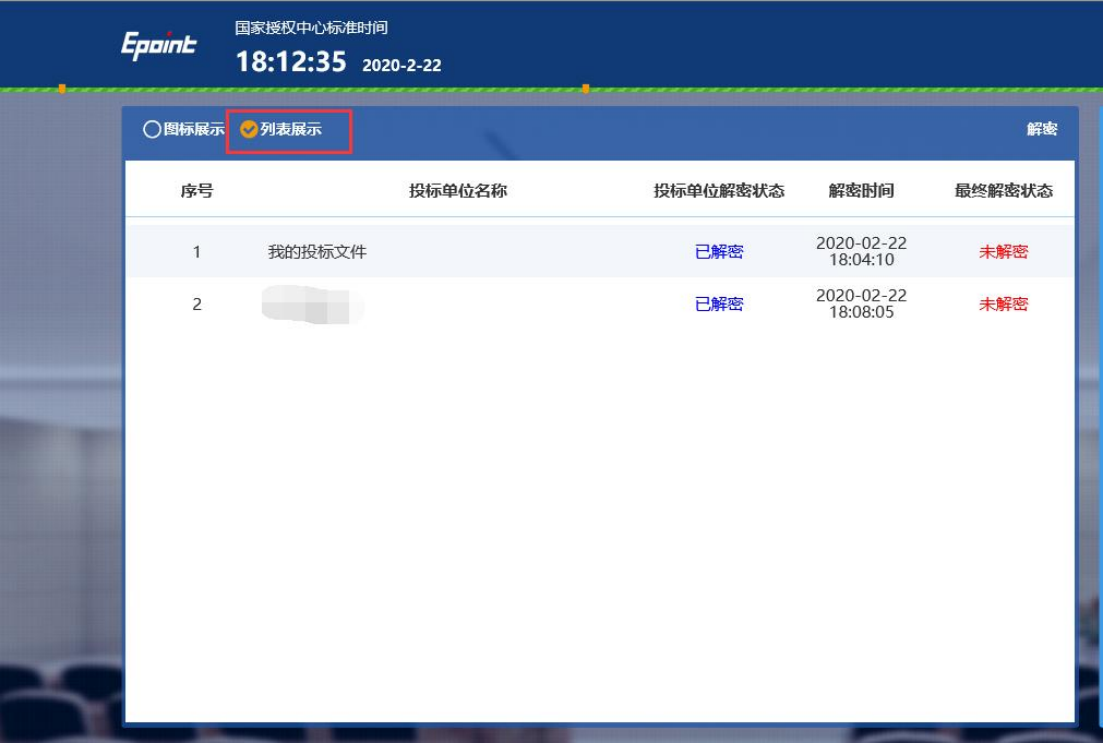 Epoint
国家授权中心标准时间
18:12:35 2020-2-22
图标展示 列表展示 解密
序号 投标单位名称 投标单位解密状态 解密时间 最终解密状态
1 我的投标文件 已解密 2020-02-22 18:04:10 未解密
2 已解密 2020-02-22 18:08:05 未解密